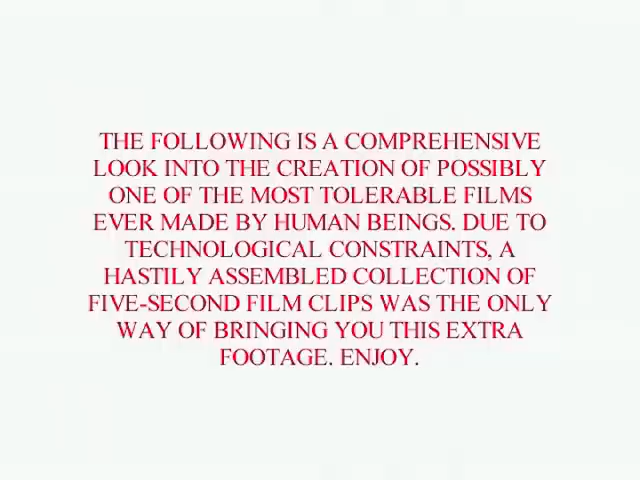 THE FOLLOWING IS A COMPREHENSIVE
LOOK INTO THE CREATION OF POSSIBLY
ONE OF THE MOST TOLERABLE FILMS
EVER MADE BY HUMAN BEINGS. DUE TO
TECHNOLOGICAL CONSTRAINTS, A
HASTILY ASSEMBLED COLLECTION OF
FIVE-SECOND FILM CLIPS WAS THE ONLY
WAY OF BRINGING YOU THIS EXTRA
FOOTAGE. ENJOY.